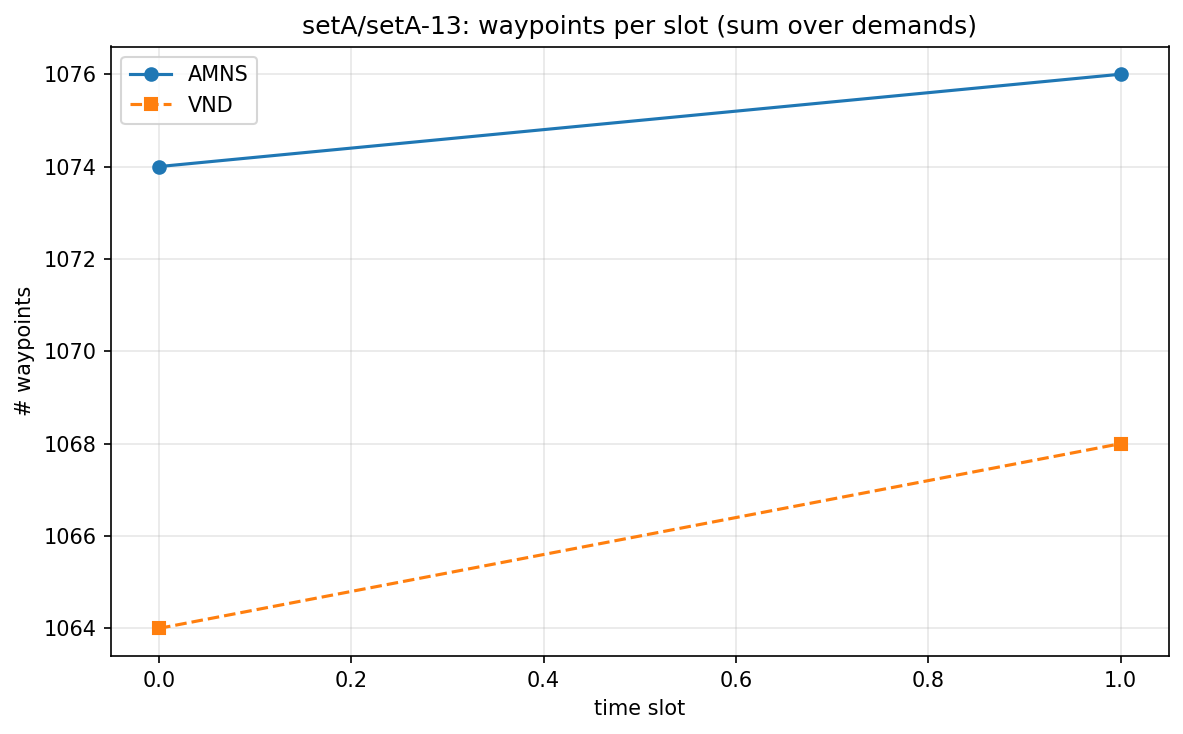 setA/setA-13: waypoints per slot (sum over demands)
AMNS
VND
# waypoints
1076
1074
1072
1070
1068
1066
1064
0.0 0.2 0.4 0.6 0.8 1.0
time slot